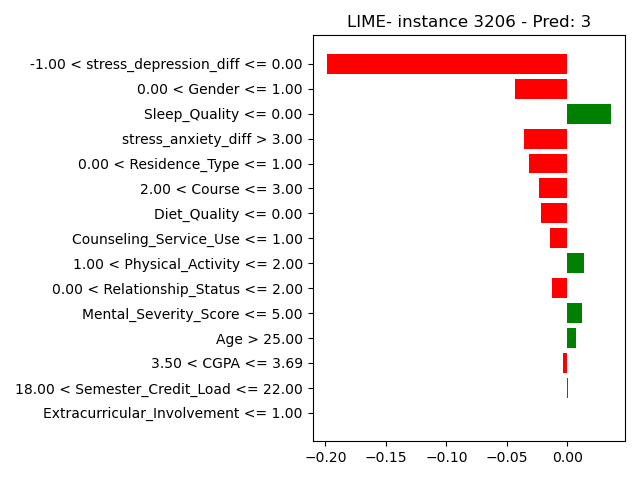 LIME- instance 3206 - Pred: 3
-1.00 < stress_depression_diff <= 0.00
0.00 < Gender <= 1.00
Sleep_Quality <= 0.00
stress_anxiety_diff > 3.00
0.00 < Residence_Type <= 1.00
2.00 < Course <= 3.00
Diet_Quality <= 0.00
Counseling_Service_Use <= 1.00
1.00 < Physical_Activity <= 2.00
0.00 < Relationship_Status <= 2.00
Mental_Severity_Score <= 5.00
Age > 25.00
3.50 < CGPA <= 3.69
18.00 < Semester_Credit_Load <= 22.00
Extracurricular_Involvement <= 1.00
−0.20 −0.15 −0.10 −0.05 0.00